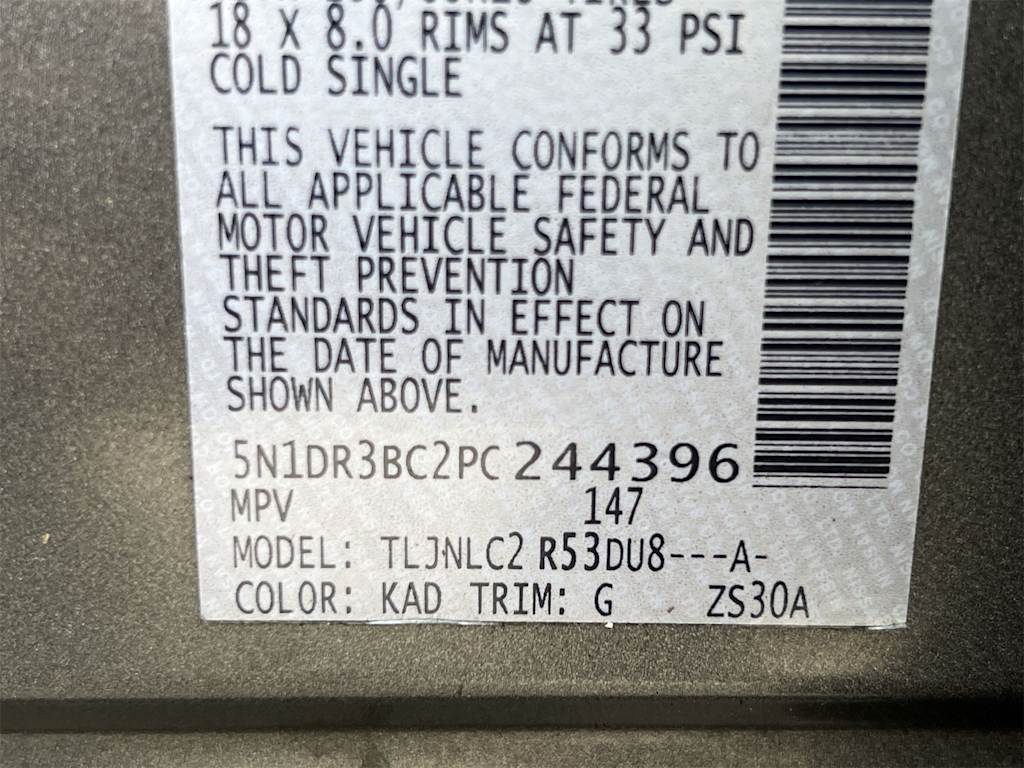 18 X 8.0 RIMS AT 33 PSI
COLD SINGLE
THIS VEHICLE CONFORMS TO
ALL APPLICABLE FEDERAL
MOTOR VEHICLE SAFETY AND
THEFT PREVENTION
STANDARDS IN EFFECT ON
THE DATE OF MANUFACTURE
SHOWN ABOVE.
5N1DR3BC2PC244396
MPV 147
MODEL: TLJNLC2 R53DU8---A-
COLOR: KAD TRIM: G ZS30A